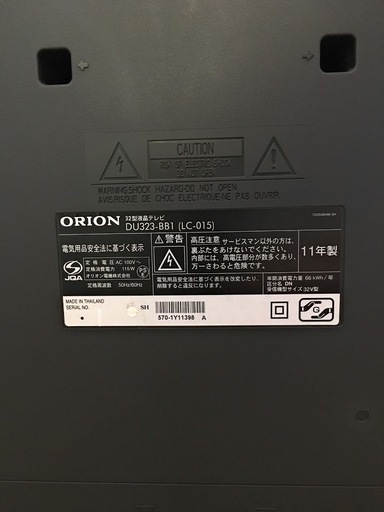 CAUTION
RISK OF ELECTRIC SHOCK
DO NOT OPEN
WARNING:SHOCK HAZARD-DO NOT OPEN.
AVIS:RISQUE DE CHOC ELECTRIQUE-NE PAS OUVRIR.
ORION
32型液晶テレビ
DU323-BB1 (LC-015)
電気用品安全法に基づく表示
JQA
定格電圧 AC 100V~
定格消費電力 115W
オリオン電機株式会社
定格周波数 50Hz/60Hz
警告
高圧注意 サービスマン以外の方は、
裏ぶたをあけないでください。
内部には、高電圧部分が数多くあり、
万一さわると危険です。
電気用品安全法に基づく表示を改変したり、
削除すると違反になります。
11年製
年間消費電力量 66 kWh/年
区分名 DN
受信機型サイズ 32V型
MADE IN THAILAND
SERIAL NO.
SH
570-1Y11398 A
G